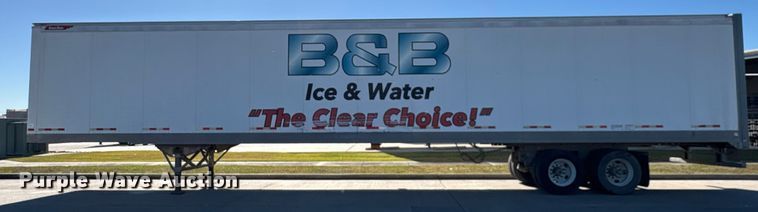 B&B
Ice & Water
"The Clear Choice!"
Purple Wave Auction